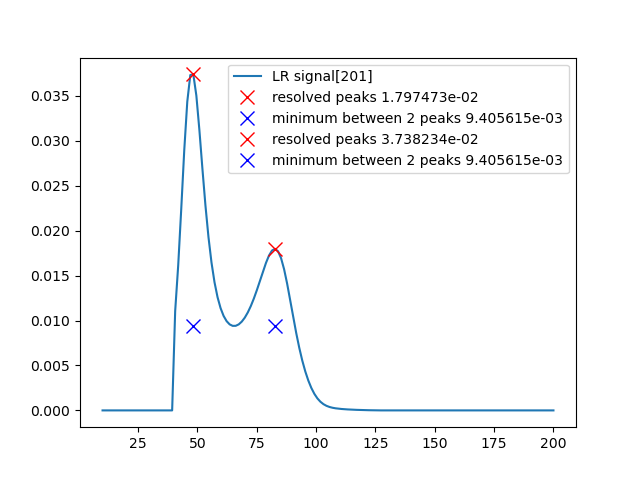 LR signal[201]
resolved peaks 1.797473e-02
minimum between 2 peaks 9.405615e-03
resolved peaks 3.738234e-02
minimum between 2 peaks 9.405615e-03
0.035
0.030
0.025
0.020
0.015
0.010
0.005
0.000
25 50 75 100 125 150 175 200